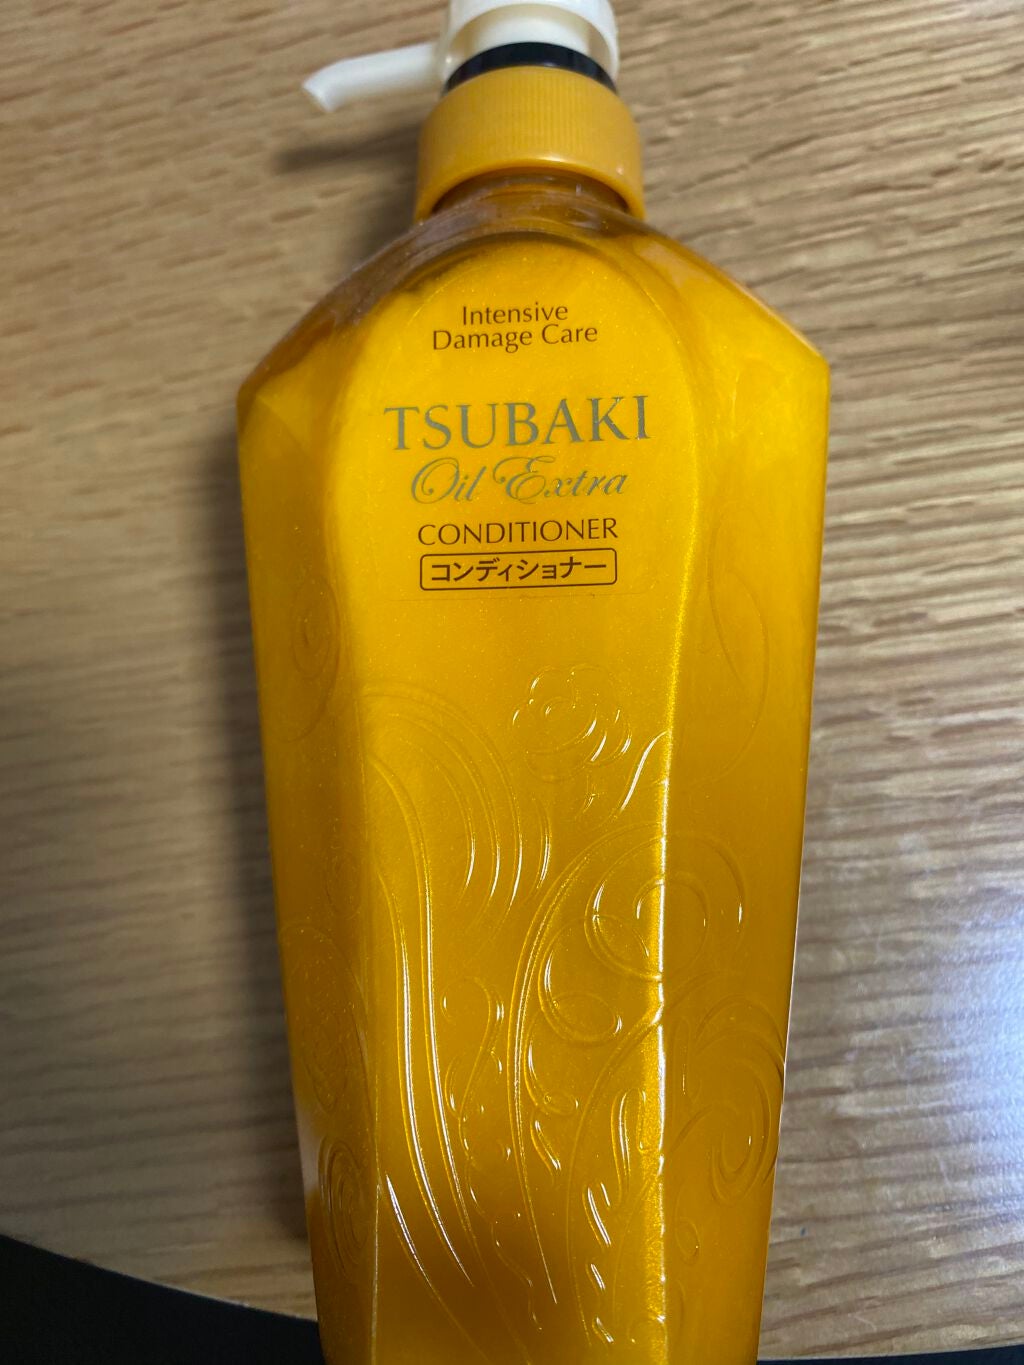 Intensive
Damage Care
TSUBAKI
Oil Extra
CONDITIONER
コンディショナー